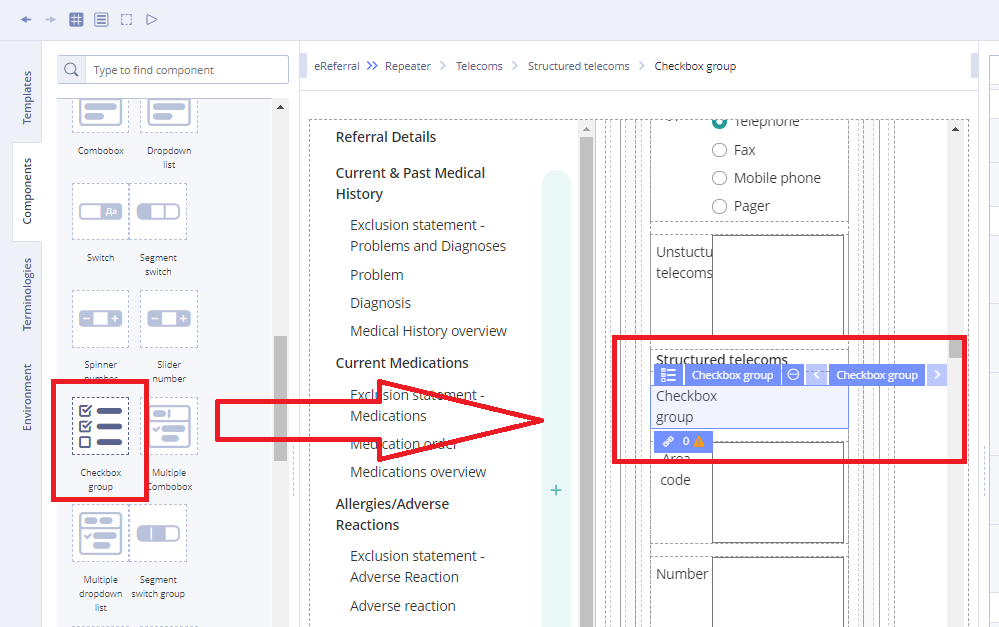 Type to find component
eReferral
Repeater
Telecoms
Structured telecoms
Checkbox group
Templates
Components
Terminologies
Environment
Combobox
Dropdown
list
Да
Switch
Segment
switch
Spinner
number
Slider
number
Checkbox
group
Multiple
Combobox
Multiple
dropdown
list
Segment
switch group
Referral Details
Current & Past Medical
History
Exclusion statement -
Problems and Diagnoses
Problem
Diagnosis
Medical History overview
Current Medications
Exclusion statement -
Medications
Medication order
Medications overview
Allergies/Adverse
Reactions
Exclusion statement -
Adverse Reaction
Adverse reaction
+
Telephone
Fax
Mobile phone
Pager
Unstuctu
telecoms
Structured telecoms
Checkbox group
Checkbox group
Checkbox
group
0
Area
code
Number